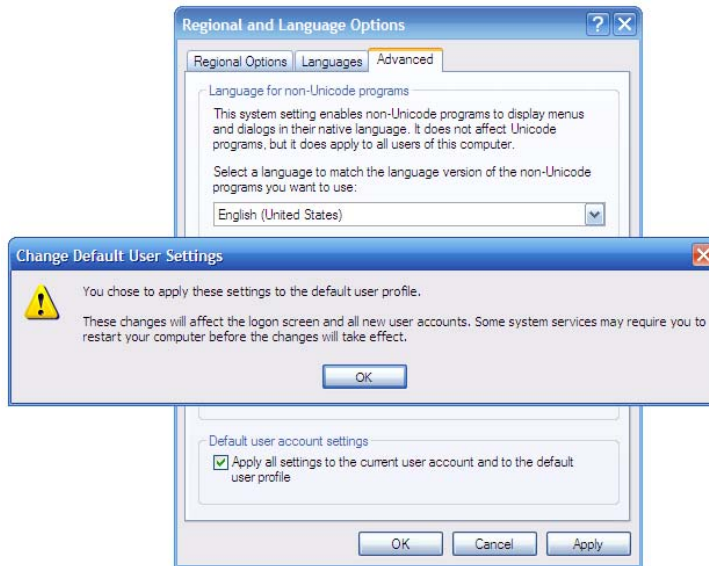 Regional and Language Options
Regional Options Languages Advanced
Language for non-Unicode programs
This system setting enables non-Unicode programs to display menus
and dialogs in their native language. It does not affect Unicode
programs, but it does apply to all users of this computer.
Select a language to match the language version of the non-Unicode
programs you want to use:
English (United States)
Change Default User Settings
You chose to apply these settings to the default user profile.
These changes will affect the logon screen and all new user accounts. Some system services may require you to
restart your computer before the changes will take effect.
OK
Default user account settings
Apply all settings to the current user account and to the default
user profile
OK Cancel Apply